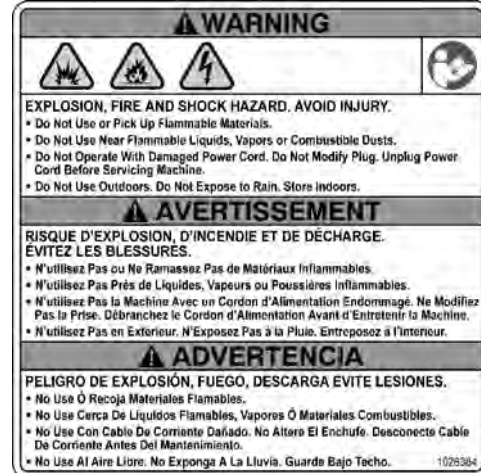 WARNING
EXPLOSION, FIRE AND SHOCK HAZARD. AVOID INJURY.
• Do Not Use or Pick Up Flammable Materials.
• Do Not Use Near Flammable Liquids, Vapors or Combustible Dusts.
• Do Not Operate With Damaged Power Cord. Do Not Modify Plug. Unplug Power
Cord Before Servicing Machine.
• Do Not Use Outdoors. Do Not Expose to Rain. Store Indoors.
AVERTISSEMENT
RISQUE D'EXPLOSION, D'INCENDIE ET DE DÉCHARGE.
ÉVITEZ LES BLESSURES.
• N'utilisez Pas ou Ne Ramassez Pas de Matériaux Inflammables.
• N'utilisez Pas Près de Liquides, Vapeurs ou Poussières Inflammables.
• N'utilisez Pas la Machine Avec un Cordon d'Alimentation Endommagé. Ne Modifiez
Pas la Prise. Débranchez le Cordon d'Alimentation Avant d'Entretenir la Machine.
• N'utilisez Pas en Extérieur. N'Exposez Pas à la Pluie. Entreposez à l'interieur.
ADVERTENCIA
PELIGRO DE EXPLOSIÓN, FUEGO, DESCARGA EVITE LESIONES.
• No Use Ó Recoja Materiales Flamables.
• No Use Cerca De Líquidos Flamables, Vapores Ó Materiales Combustibles.
• No Use Con Cable De Corriente Dañado. No Altere El Enchufe. Desconecte Cable
De Corriente Antes Del Mantenimiento.
• No Use Al Aire Libre. No Exponga A La Lluvia. Guarde Bajo Techo.
1026384